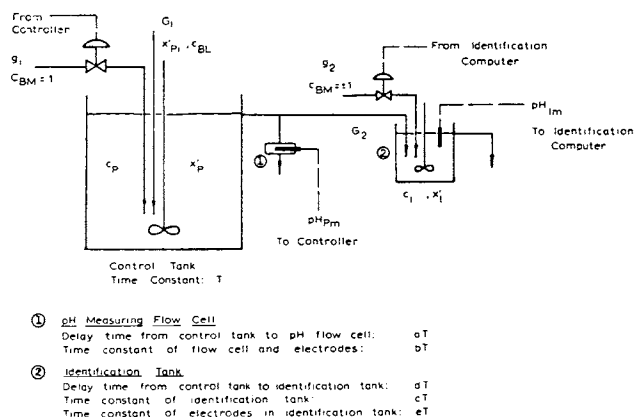 From
Controller
G₁
x'Pi , cBL
g₁
CBM=1
g₂
CBM=±1
From Identification
Computer
pHIm
To Identification
Computer
G₂
①
②
cP
x'P
cI , x'I
pHPm
To Controller
Control Tank
Time Constant: T
① pH Measuring Flow Cell
Delay time from control tank to pH flow cell: aT
Time constant of flow cell and electrodes: bT
② Identification Tank
Delay time from control tank to identification tank: dT
Time constant of identification tank: cT
Time constant of electrodes in identification tank: eT